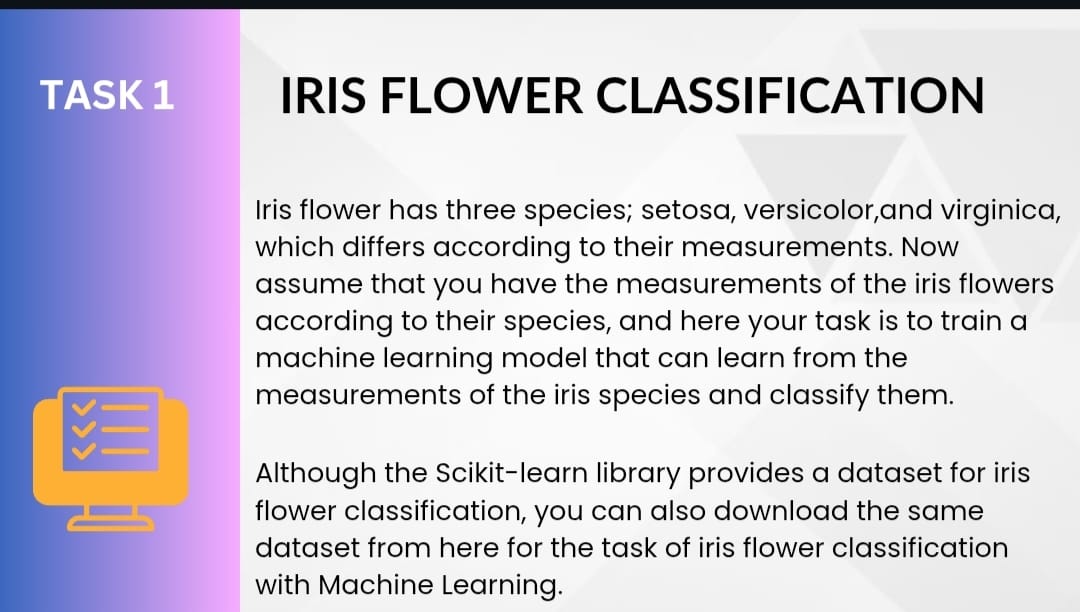 TASK 1
IRIS FLOWER CLASSIFICATION
Iris flower has three species; setosa, versicolor,and virginica,
which differs according to their measurements. Now
assume that you have the measurements of the iris flowers
according to their species, and here your task is to train a
machine learning model that can learn from the
measurements of the iris species and classify them.
Although the Scikit-learn library provides a dataset for iris
flower classification, you can also download the same
dataset from here for the task of iris flower classification
with Machine Learning.